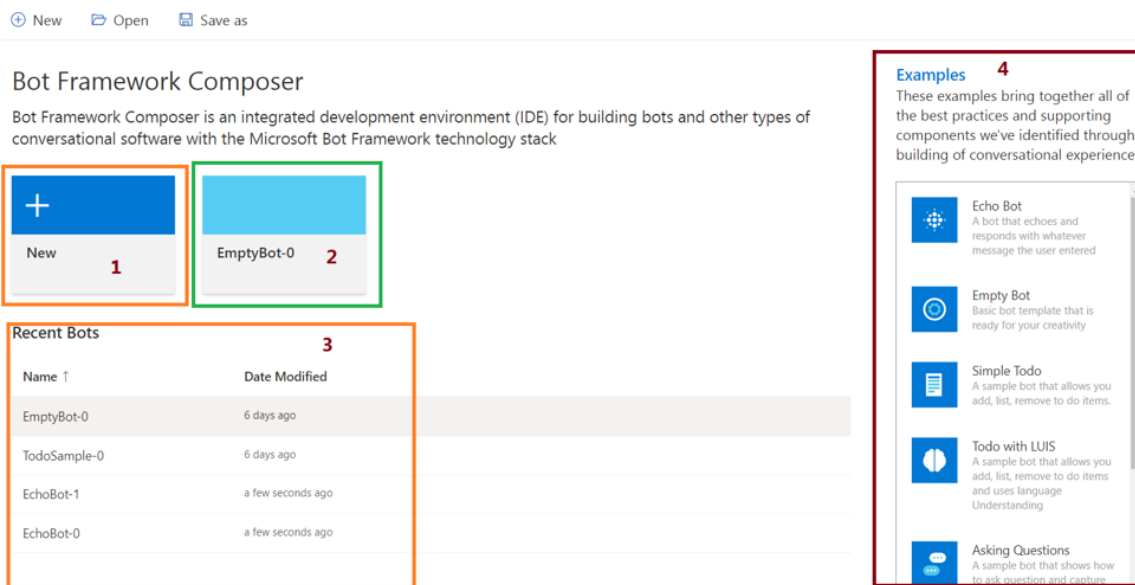 New Open Save as
Bot Framework Composer
Bot Framework Composer is an integrated development environment (IDE) for building bots and other types of
conversational software with the Microsoft Bot Framework technology stack
New
1
EmptyBot-0
2
Recent Bots
3
Name ↑ Date Modified
EmptyBot-0 6 days ago
TodoSample-0 6 days ago
EchoBot-1 a few seconds ago
EchoBot-0 a few seconds ago
Examples 4
These examples bring together all of
the best practices and supporting
components we've identified through
building of conversational experience
Echo Bot
A bot that echoes and
responds with whatever
message the user entered
Empty Bot
Basic bot template that is
ready for your creativity
Simple Todo
A sample bot that allows you
add, list, remove to do items.
Todo with LUIS
A sample bot that allows you
add, list, remove to do items
and uses language
Understanding
Asking Questions
A sample bot that shows how
to ask question and capture